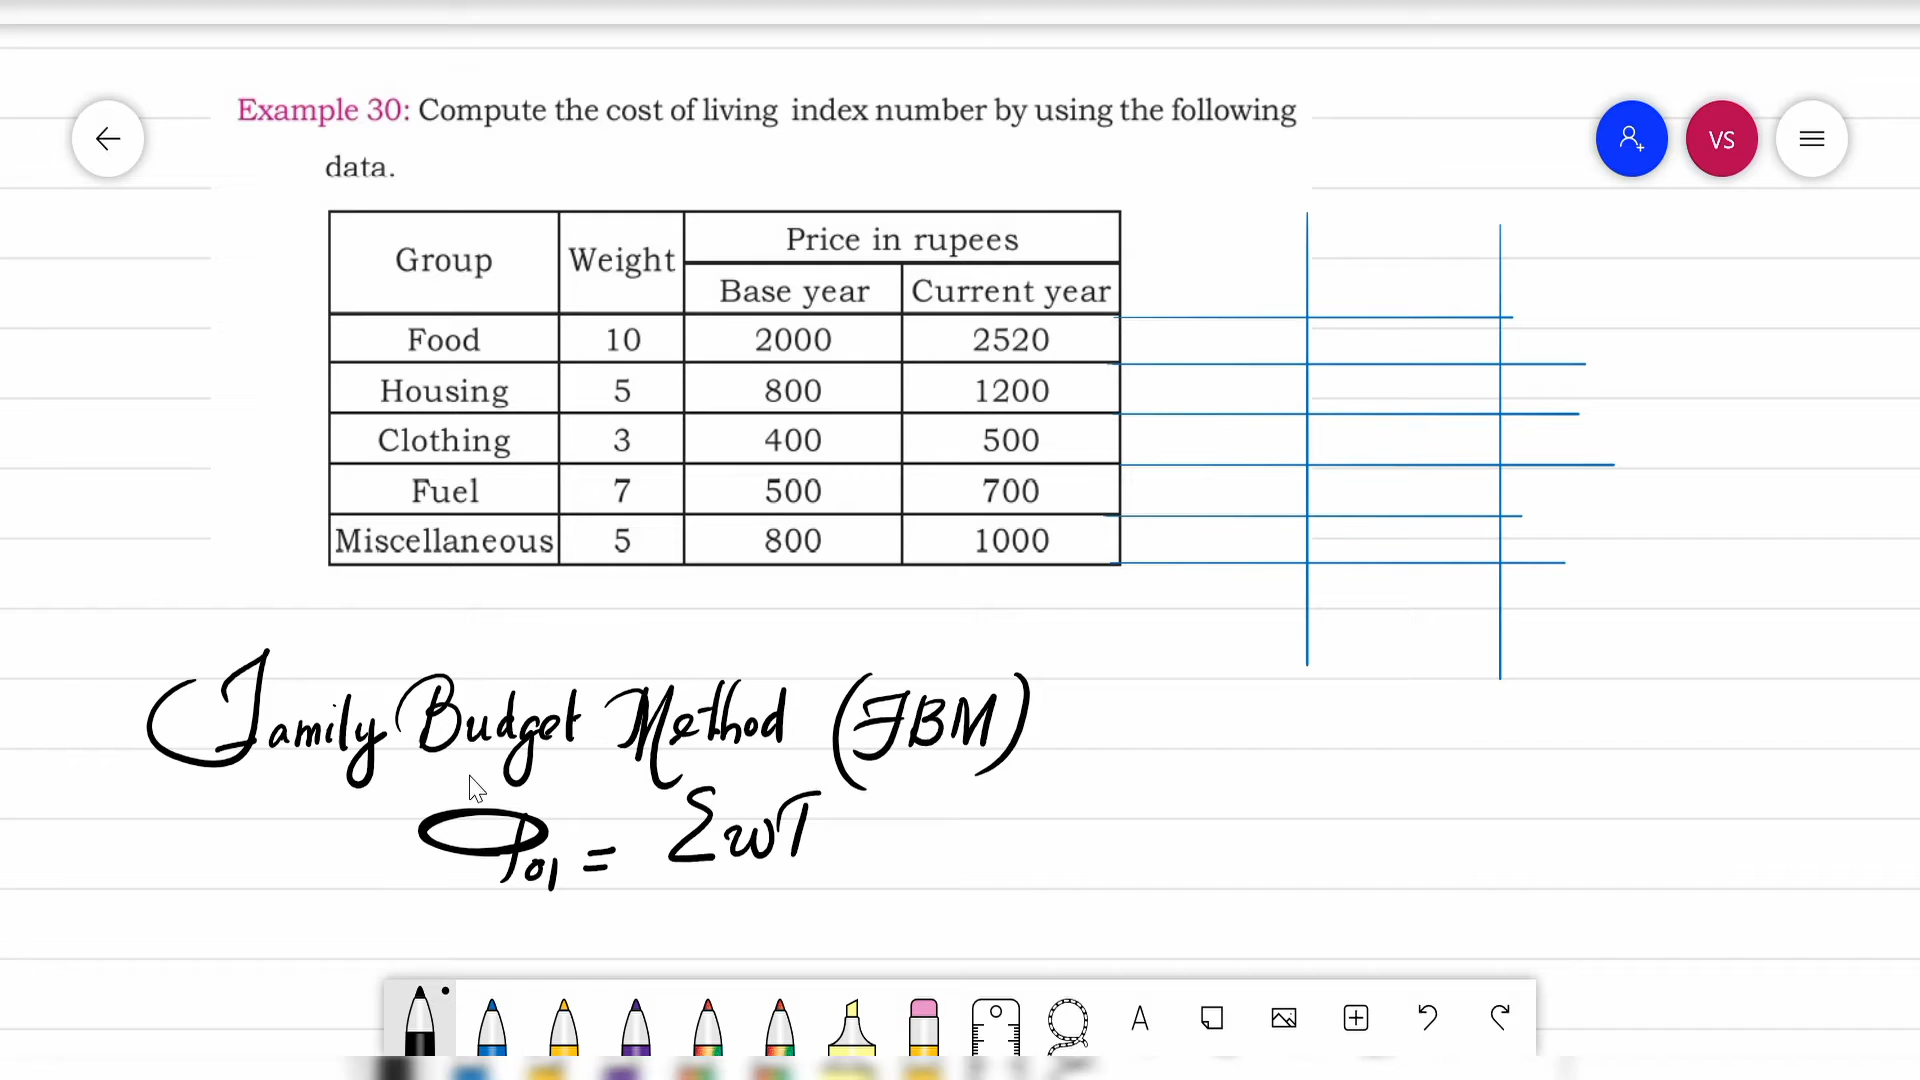 Example 30: Compute the cost of living index number by using the following
data.
VS
Group Weight Price in rupees
Base year Current year
Food 10 2000 2520
Housing 5 800 1200
Clothing 3 400 500
Fuel 7 500 700
Miscellaneous 5 800 1000
Family Budget Method (FBM)
P01 = ΣwI
A